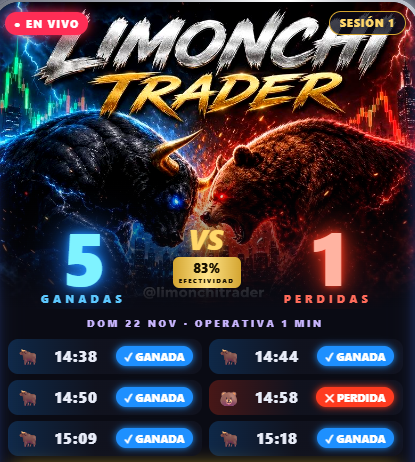 • EN VIVO
SESIÓN 1
LIMONCHI
TRADER
5
GANADAS
VS
83%
EFECTIVIDAD
1
PERDIDAS
@limonchitrader
DOM 22 NOV · OPERATIVA 1 MIN
14:38 ✓ GANADA
14:44 ✓ GANADA
14:50 ✓ GANADA
14:58 ✕ PERDIDA
15:09 ✓ GANADA
15:18 ✓ GANADA